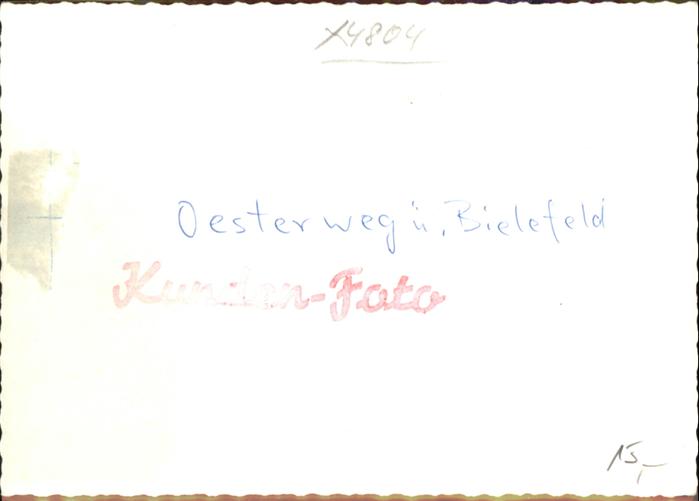 X4804
Oesterweg ü. Bielefeld
Kunden-Foto
15,-